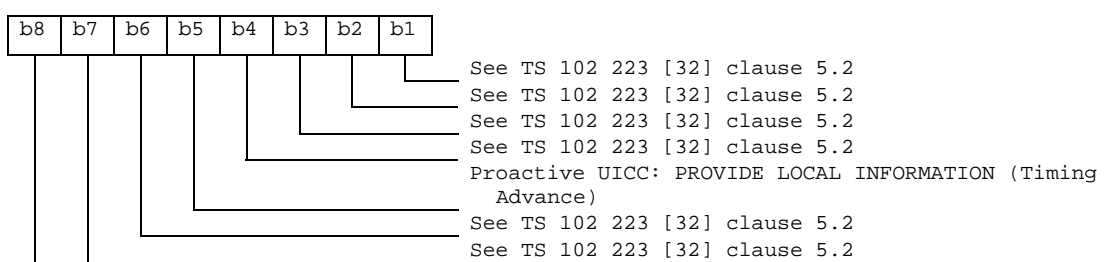 b8 b7 b6 b5 b4 b3 b2 b1
See TS 102 223 [32] clause 5.2
See TS 102 223 [32] clause 5.2
See TS 102 223 [32] clause 5.2
See TS 102 223 [32] clause 5.2
Proactive UICC: PROVIDE LOCAL INFORMATION (Timing
Advance)
See TS 102 223 [32] clause 5.2
See TS 102 223 [32] clause 5.2